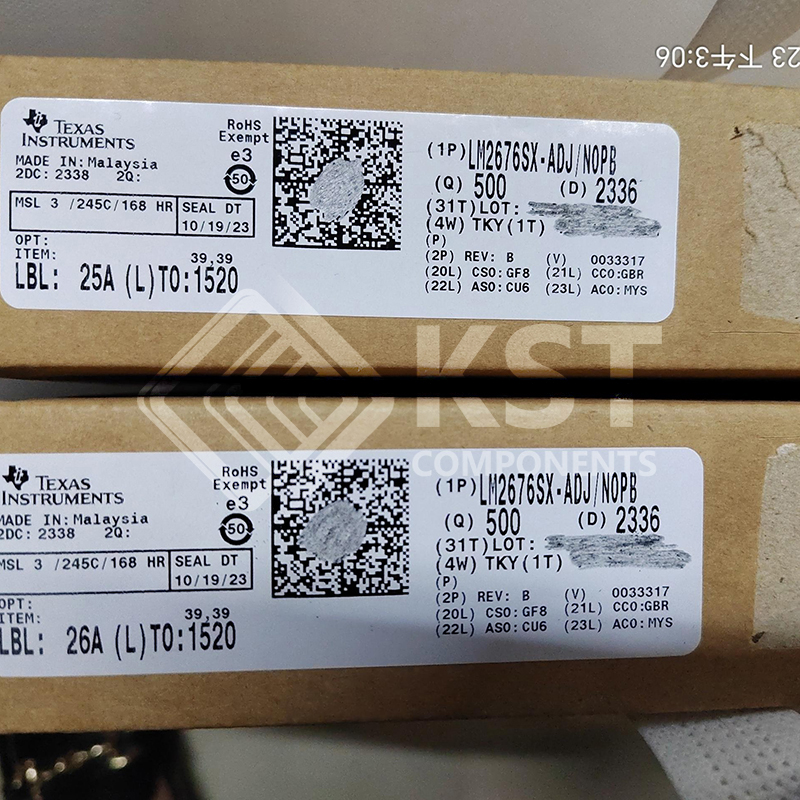 23 下午3:06
TEXAS
INSTRUMENTS
MADE IN: Malaysia
2DC: 2338 2Q:
MSL 3 /245C/168 HR
SEAL DT
10/19/23
OPT:
ITEM:
39,39
LBL: 25A (L)TO:1520
RoHS
Exempt
e3
50
(1P)LM2676SX-ADJ/NOPB
(Q) 500 (D) 2336
(31T)LOT:
(4W) TKY(1T)
(P)
(2P) REV: B (V) 0033317
(20L) CSO:GF8 (21L) CCO:GBR
(22L) ASO:CU6 (23L) ACO:MYS
KST
COMPONENTS
TEXAS
INSTRUMENTS
MADE IN: Malaysia
2DC: 2338 2Q:
MSL 3 /245C/168 HR
SEAL DT
10/19/23
OPT:
ITEM:
39,39
LBL: 26A (L)TO:1520
RoHS
Exempt
e3
50
(1P)LM2676SX-ADJ/NOPB
(Q) 500 (D) 2336
(31T)LOT:
(4W) TKY(1T)
(P)
(2P) REV: B (V) 0033317
(20L) CSO:GF8 (21L) CCO:GBR
(22L) ASO:CU6 (23L) ACO:MYS